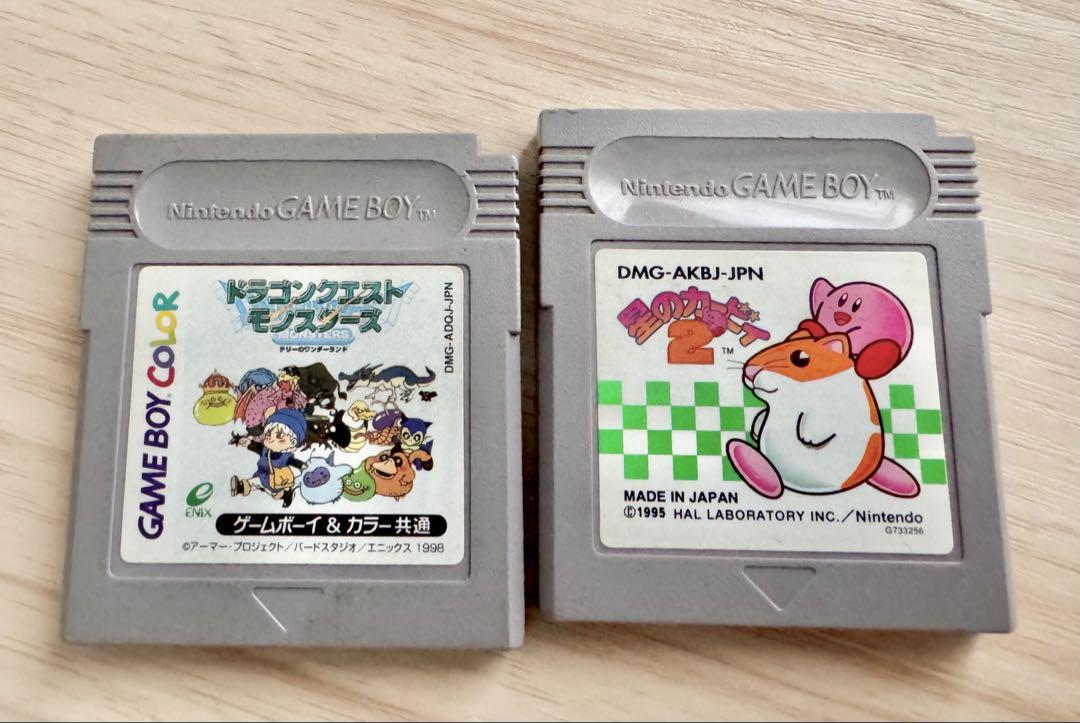 Nintendo GAME BOY TM
GAME BOY COLOR
ドラゴンクエスト
モンスターズ
MONSTERS
テリーのワンダーランド
DMG-ADQJ-JPN
ENIX
ゲームボーイ & カラー共通
©アーマー・プロジェクト/バードスタジオ/エニックス 1998
Nintendo GAME BOY TM
DMG-AKBJ-JPN
星のカービィ
2 TM
MADE IN JAPAN
©1995 HAL LABORATORY INC./Nintendo
G733256